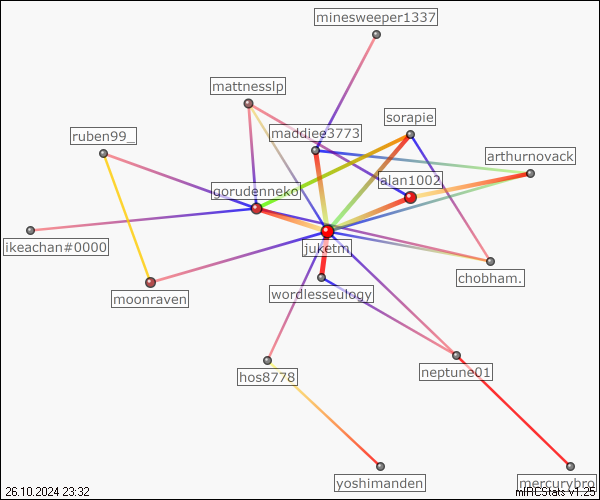 minesweeper1337
mattnesslp
sorapie
maddiee3773
ruben99_
arthurnovack
alan1002
gorudenneko
ikeachan#0000
juketm
chobham.
moonraven
wordlesseulogy
neptune01
hos8778
yoshimanden
mercurybro
26.10.2024 23:32
mIRCStats v1.25